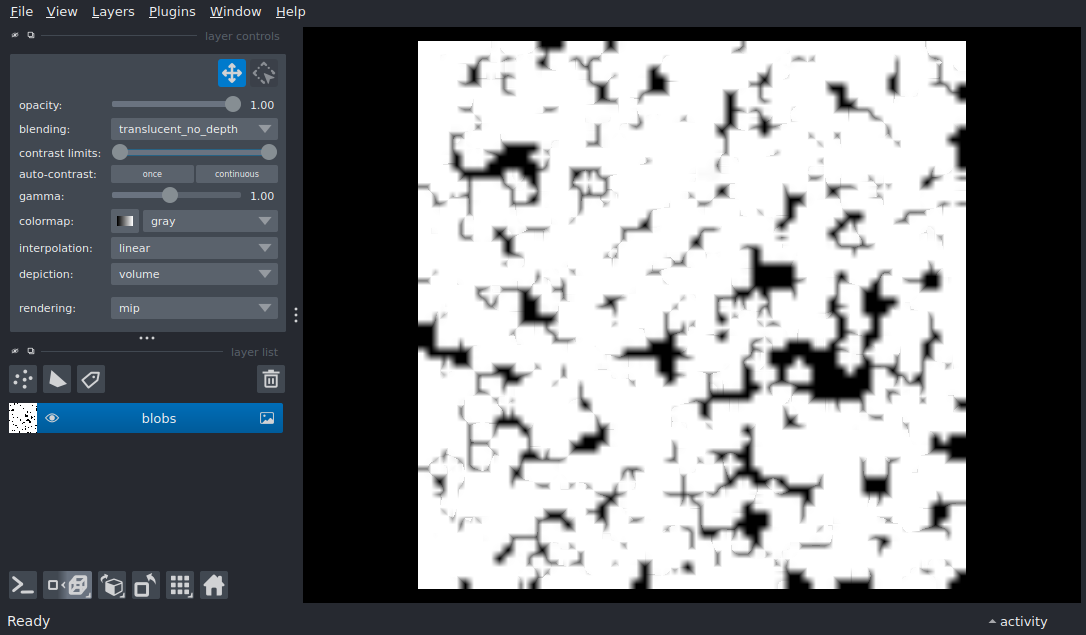 File View Layers Plugins Window Help
layer controls
opacity: 1.00
blending: translucent_no_depth
contrast limits:
auto-contrast: once continuous
gamma: 1.00
colormap: gray
interpolation: linear
depiction: volume
rendering: mip
layer list
blobs
Ready
activity